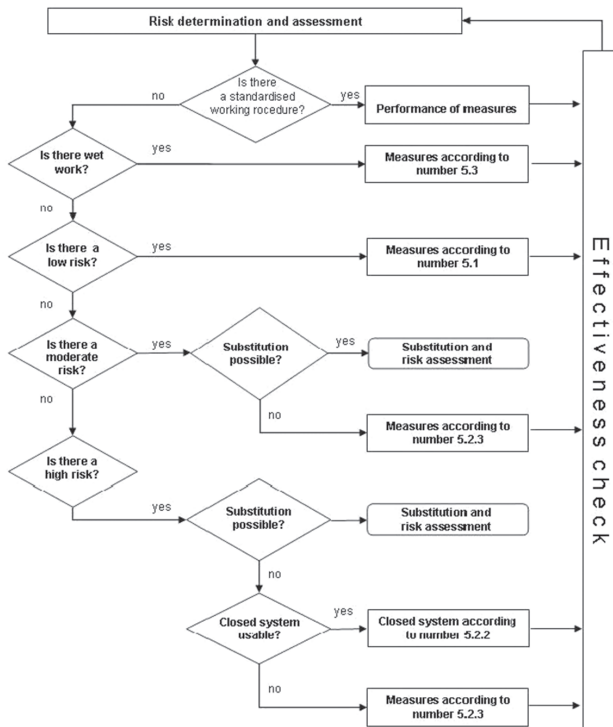 Risk determination and assessment
Is there
a standardised
working rocedure?
no
yes
Performance of measures
Is there wet
work?
yes
Measures according to
number 5.3
no
Is there a
low risk?
yes
Measures according to
number 5.1
no
Is there a
moderate
risk?
yes
Substitution
possible?
yes
Substitution and
risk assessment
no
no
Measures according to
number 5.2.3
Is there a
high risk?
yes
Substitution
possible?
Substitution and
risk assessment
no
Closed system
usable?
yes
Closed system according
to number 5.2.2
no
Measures according to
number 5.2.3
Effectiveness check